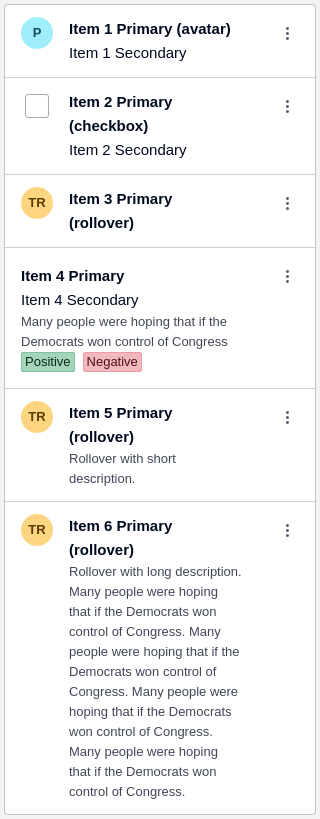 P
Item 1 Primary (avatar)
Item 1 Secondary
Item 2 Primary
(checkbox)
Item 2 Secondary
TR
Item 3 Primary
(rollover)
Item 4 Primary
Item 4 Secondary
Many people were hoping that if the
Democrats won control of Congress
Positive Negative
TR
Item 5 Primary
(rollover)
Rollover with short
description.
TR
Item 6 Primary
(rollover)
Rollover with long description.
Many people were hoping
that if the Democrats won
control of Congress. Many
people were hoping that if the
Democrats won control of
Congress. Many people were
hoping that if the Democrats
won control of Congress.
Many people were hoping
that if the Democrats won
control of Congress.